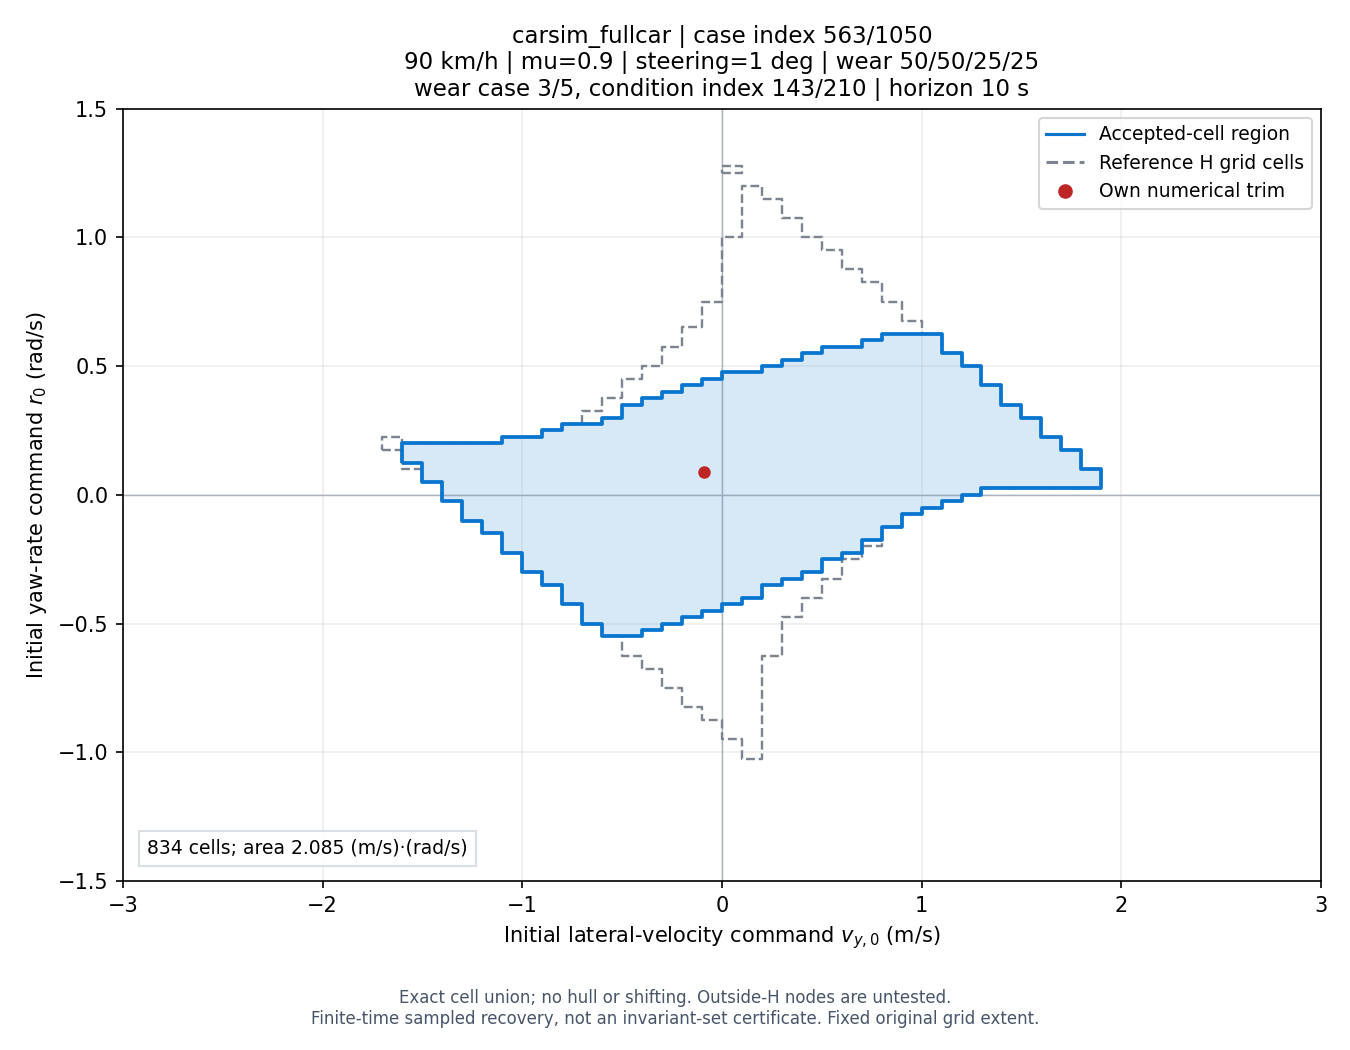 carsim_fullcar | case index 563/1050
90 km/h | mu=0.9 | steering=1 deg | wear 50/50/25/25
wear case 3/5, condition index 143/210 | horizon 10 s
Accepted-cell region
Reference H grid cells
Own numerical trim
1.5
1.0
0.5
0.0
−0.5
−1.0
−1.5
Initial yaw-rate command r0 (rad/s)
834 cells; area 2.085 (m/s)·(rad/s)
−3
−2
−1
0
1
2
3
Initial lateral-velocity command vy,0 (m/s)
Exact cell union; no hull or shifting. Outside-H nodes are untested.
Finite-time sampled recovery, not an invariant-set certificate. Fixed original grid extent.